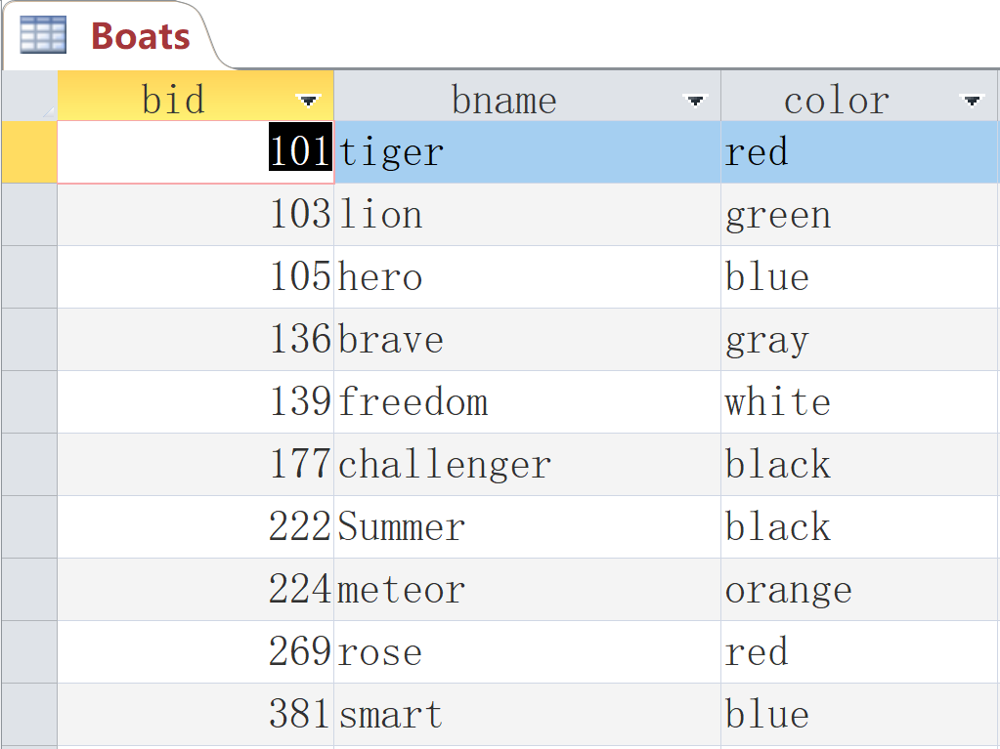 Boats
bid bname color
101 tiger red
103 lion green
105 hero blue
136 brave gray
139 freedom white
177 challenger black
222 Summer black
224 meteor orange
269 rose red
381 smart blue